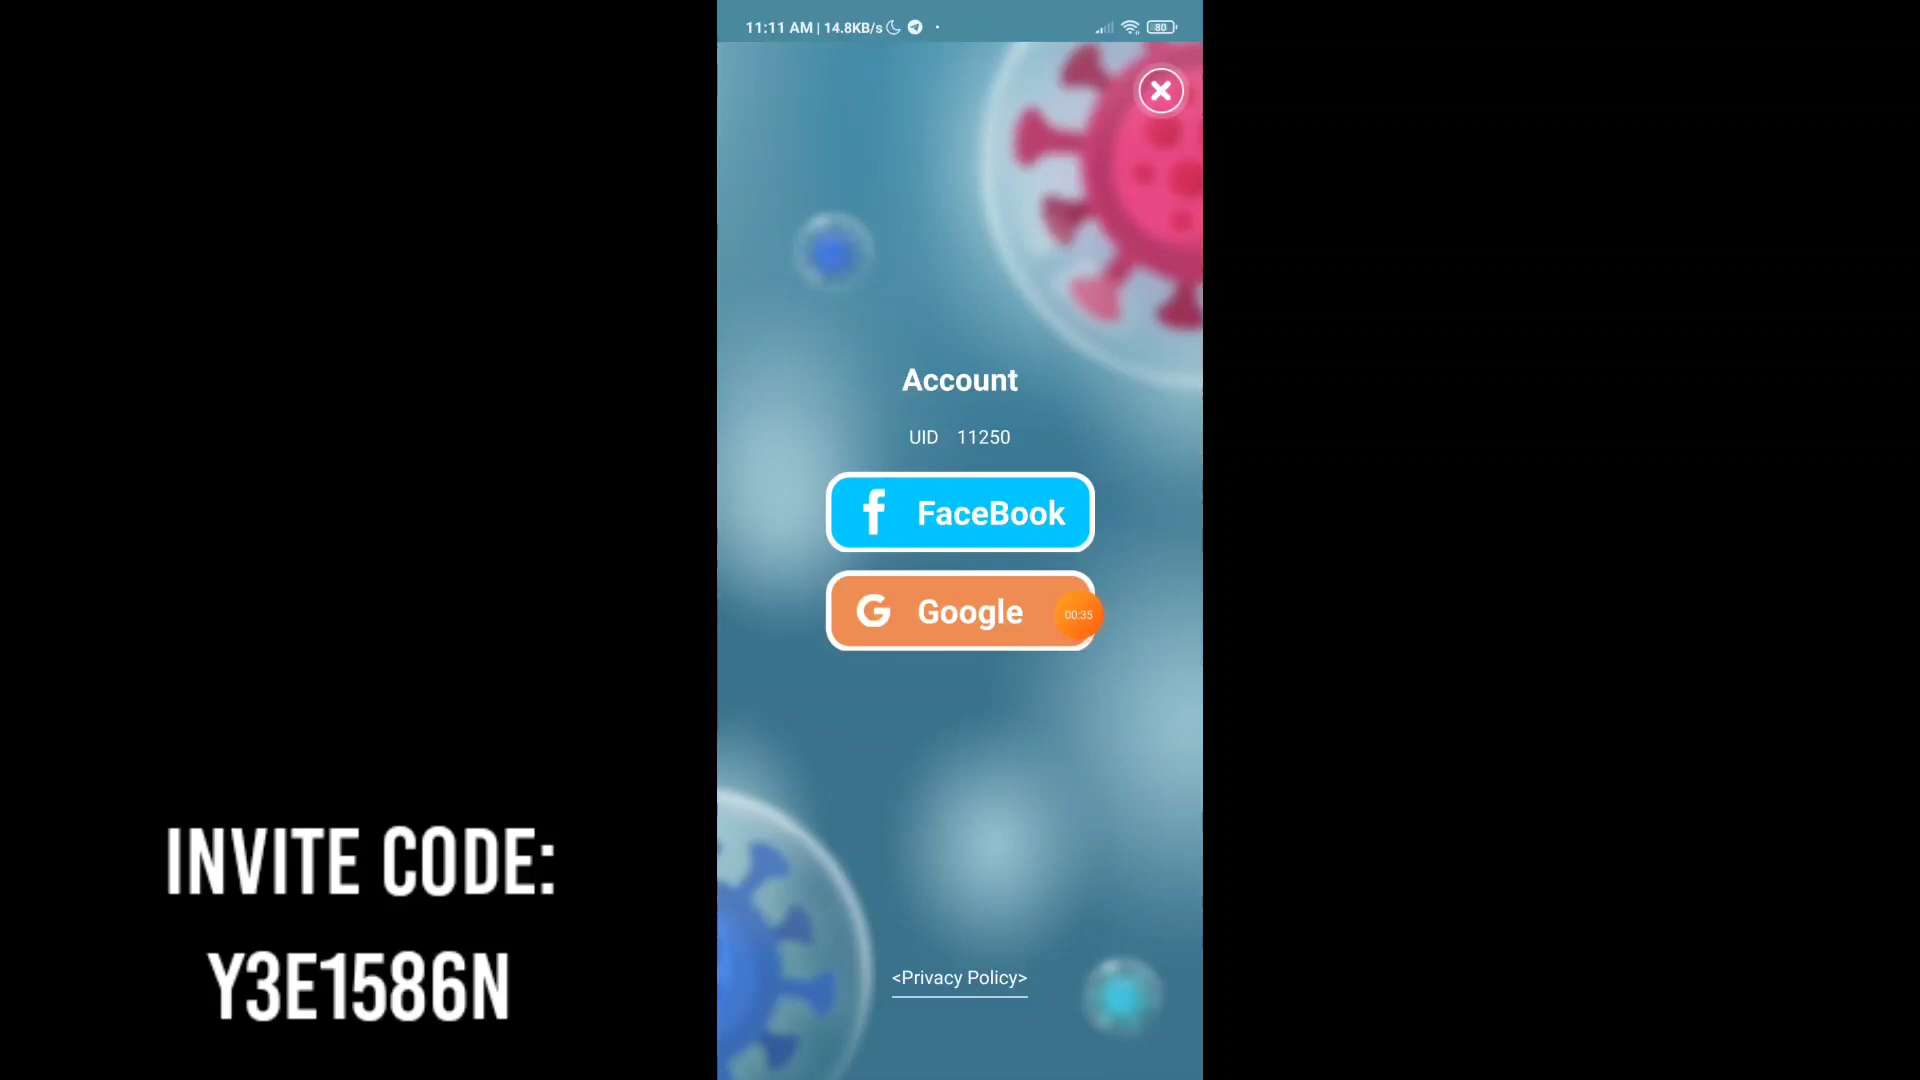 11:11 AM | 14.8KB/s
80
Account
UID 11250
FaceBook
Google
00:35
<Privacy Policy>
INVITE CODE:
Y3E1586N